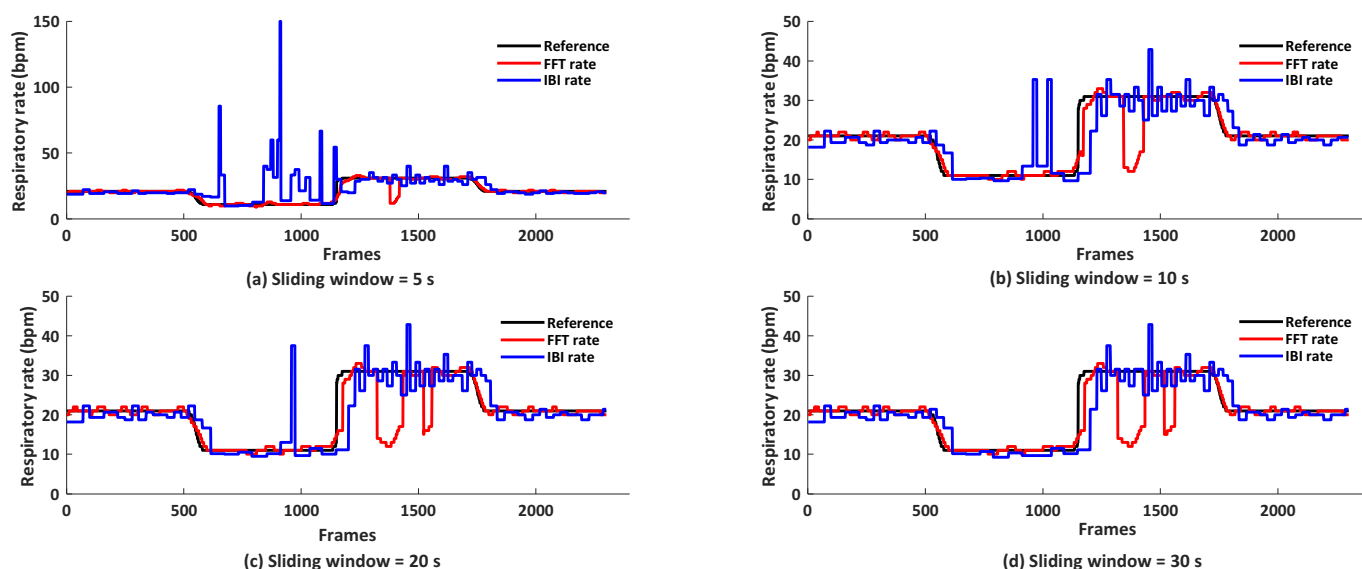 Respiratory rate (bpm)
150
100
50
0
0
500
1000
1500
2000
Frames
Reference
FFT rate
IBI rate
(a) Sliding window = 5 s
Respiratory rate (bpm)
50
40
30
20
10
0
0
500
1000
1500
2000
Frames
Reference
FFT rate
IBI rate
(b) Sliding window = 10 s
Respiratory rate (bpm)
50
40
30
20
10
0
0
500
1000
1500
2000
Frames
Reference
FFT rate
IBI rate
(c) Sliding window = 20 s
Respiratory rate (bpm)
50
40
30
20
10
0
0
500
1000
1500
2000
Frames
Reference
FFT rate
IBI rate
(d) Sliding window = 30 s